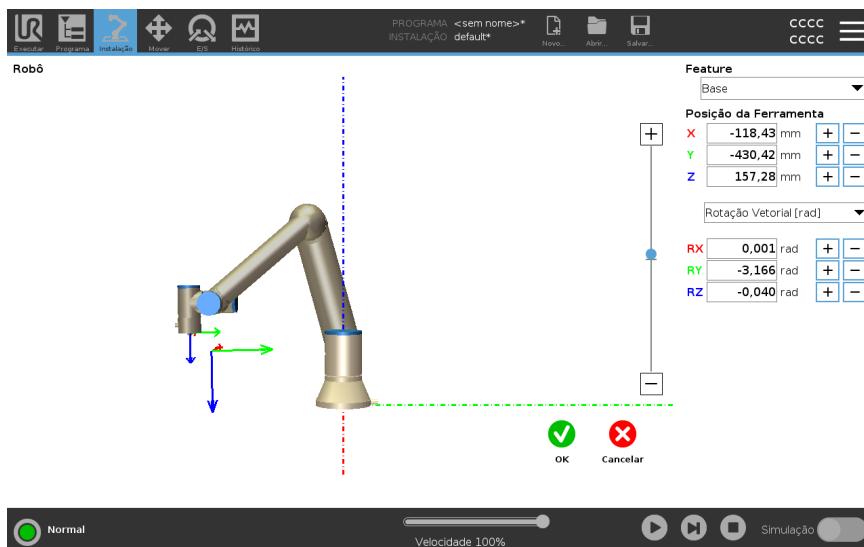 UR
Executar
Programa
Instalação
Mover
E/S
Histórico
PROGRAMA <sem nome>*
INSTALAÇÃO default*
Novo...
Abrir...
Salvar...
CCCC
CCCC
Robô
Feature
Base
Posição da Ferramenta
X -118,43 mm + −
Y -430,42 mm + −
Z 157,28 mm + −
Rotação Vetorial [rad]
RX 0,001 rad + −
RY -3,166 rad + −
RZ -0,040 rad + −
+
−
OK
Cancelar
Normal
Velocidade 100%
Simulação